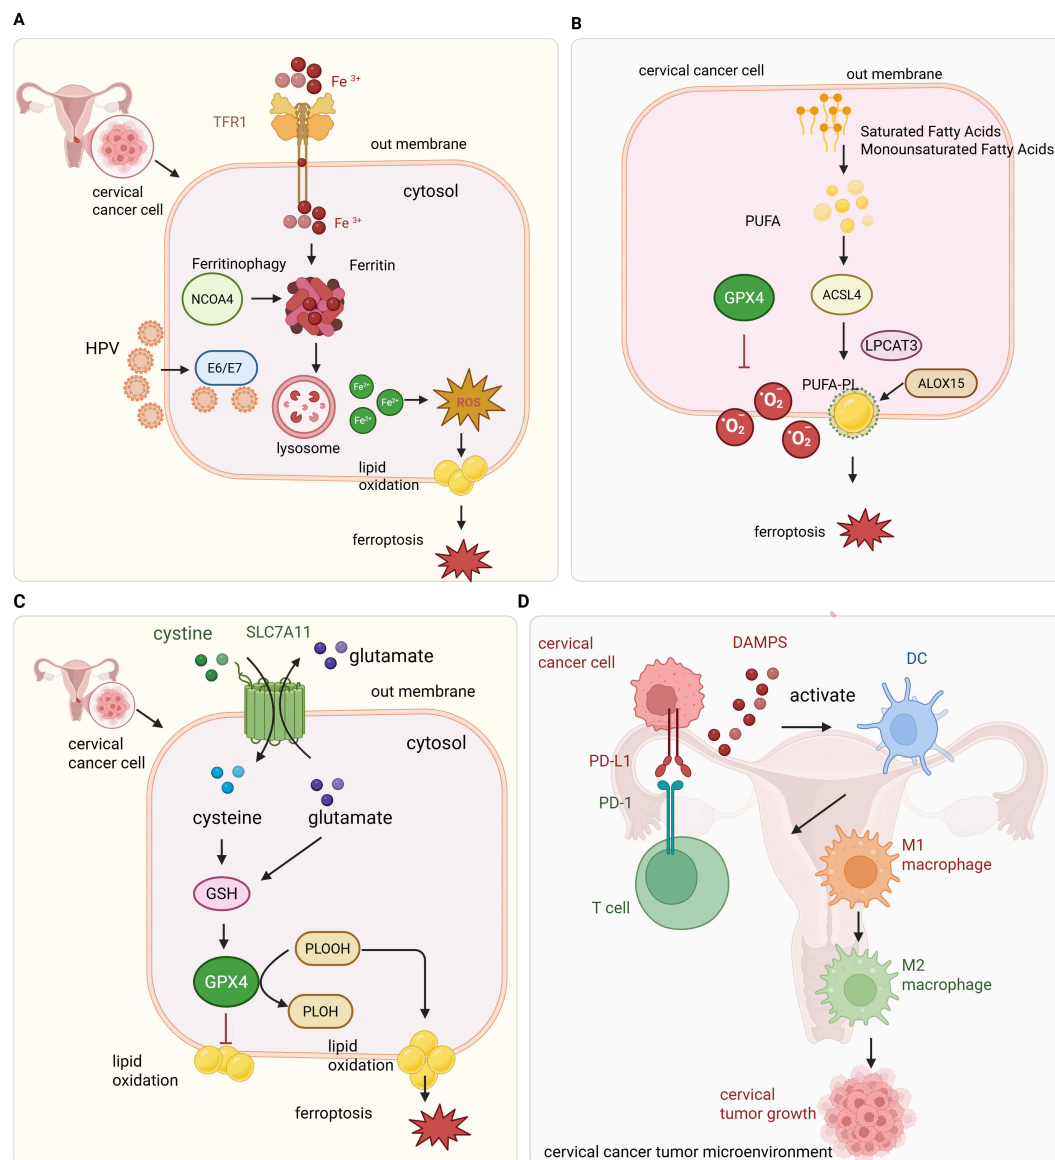 A
Fe 3+
TFR1
out membrane
cytosol
cervical
cancer cell
Fe 3+
Ferritinophagy
Ferritin
NCOA4
HPV
E6/E7
Fe2+
Fe2+
Fe2+
ROS
lysosome
lipid
oxidation
ferroptosis
B
cervical cancer cell
out membrane
Saturated Fatty Acids
Monounsaturated Fatty Acids
PUFA
GPX4
ACSL4
LPCAT3
PUFA-PL
ALOX15
•O2−
•O2−
•O2−
ferroptosis
C
cystine
SLC7A11
glutamate
out membrane
cytosol
cervical
cancer cell
cysteine
glutamate
GSH
PLOOH
GPX4
PLOH
lipid
oxidation
lipid
oxidation
ferroptosis
D
cervical
cancer cell
DAMPS
DC
activate
PD-L1
PD-1
M1
macrophage
T cell
M2
macrophage
cervical
tumor growth
cervical cancer tumor microenvironment